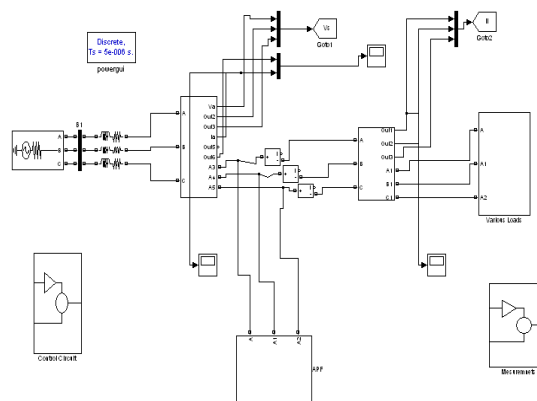 Discrete,
Ts = 5e-006 s.
powergui
Vs
Goto1
Il
Goto2
B1
A
B
C
A
B
C
Va
Out2
Out3
Ia
Out5
Out6
A3
A4
A5
A
B
C
Out1
Out2
Out3
A1
B1
C1
A
A1
A2
Various Loads
Control Circuit
A
A1
A2
APF
Measurements